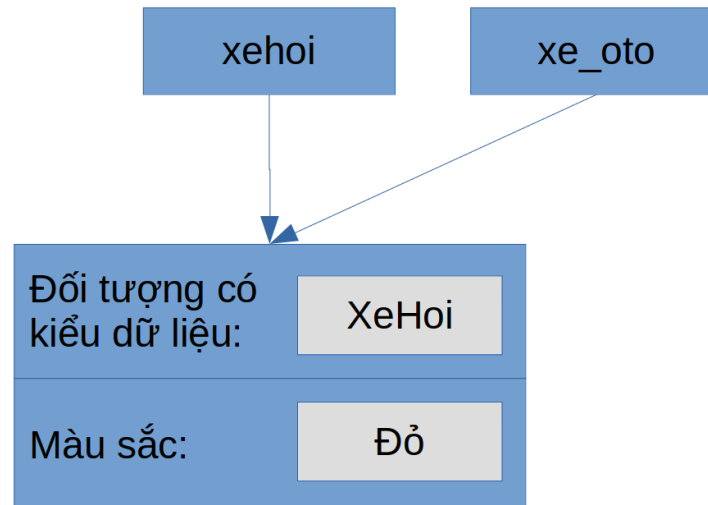 xehoi
xe_oto
Đối tượng có
kiểu dữ liệu:
XeHoi
Màu sắc:
Đỏ